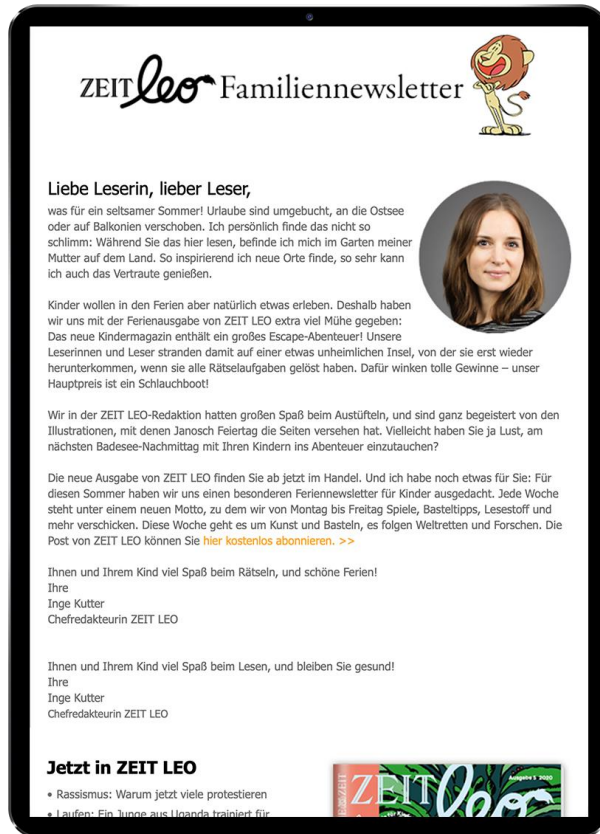 ZEIT leo Familiennewsletter
Liebe Leserin, lieber Leser,
was für ein seltsamer Sommer! Urlaube sind umgebucht, an die Ostsee
oder auf Balkonien verschoben. Ich persönlich finde das nicht so
schlimm: Während Sie das hier lesen, befinde ich mich im Garten meiner
Mutter auf dem Land. So inspirierend ich neue Orte finde, so sehr kann
ich auch das Vertraute genießen.
Kinder wollen in den Ferien aber natürlich etwas erleben. Deshalb haben
wir uns mit der Ferienausgabe von ZEIT LEO extra viel Mühe gegeben:
Das neue Kindermagazin enthält ein großes Escape-Abenteuer! Unsere
Leserinnen und Leser stranden damit auf einer etwas unheimlichen Insel, von der sie erst wieder
herunterkommen, wenn sie alle Rätselaufgaben gelöst haben. Dafür winken tolle Gewinne – unser
Hauptpreis ist ein Schlauchboot!
Wir in der ZEIT LEO-Redaktion hatten großen Spaß beim Austüfteln, und sind ganz begeistert von den
Illustrationen, mit denen Janosch Feiertag die Seiten versehen hat. Vielleicht haben Sie ja Lust, am
nächsten Badesee-Nachmittag mit Ihren Kindern ins Abenteuer einzutauchen?
Die neue Ausgabe von ZEIT LEO finden Sie ab jetzt im Handel. Und ich habe noch etwas für Sie: Für
diesen Sommer haben wir uns einen besonderen Feriennewsletter für Kinder ausgedacht. Jede Woche
steht unter einem neuen Motto, zu dem wir von Montag bis Freitag Spiele, Basteltipps, Lesestoff und
mehr verschicken. Diese Woche geht es um Kunst und Basteln, es folgen Weltretten und Forschen. Die
Post von ZEIT LEO können Sie hier kostenlos abonnieren. >>
Ihnen und Ihrem Kind viel Spaß beim Rätseln, und schöne Ferien!
Ihre
Inge Kutter
Chefredakteurin ZEIT LEO
Ihnen und Ihrem Kind viel Spaß beim Lesen, und bleiben Sie gesund!
Ihre
Inge Kutter
Chefredakteurin ZEIT LEO
Jetzt in ZEIT LEO
• Rassismus: Warum jetzt viele protestieren
• Laufen: Ein Junge aus Uganda trainiert für
Ausgabe 5 2020
ZEIT leo